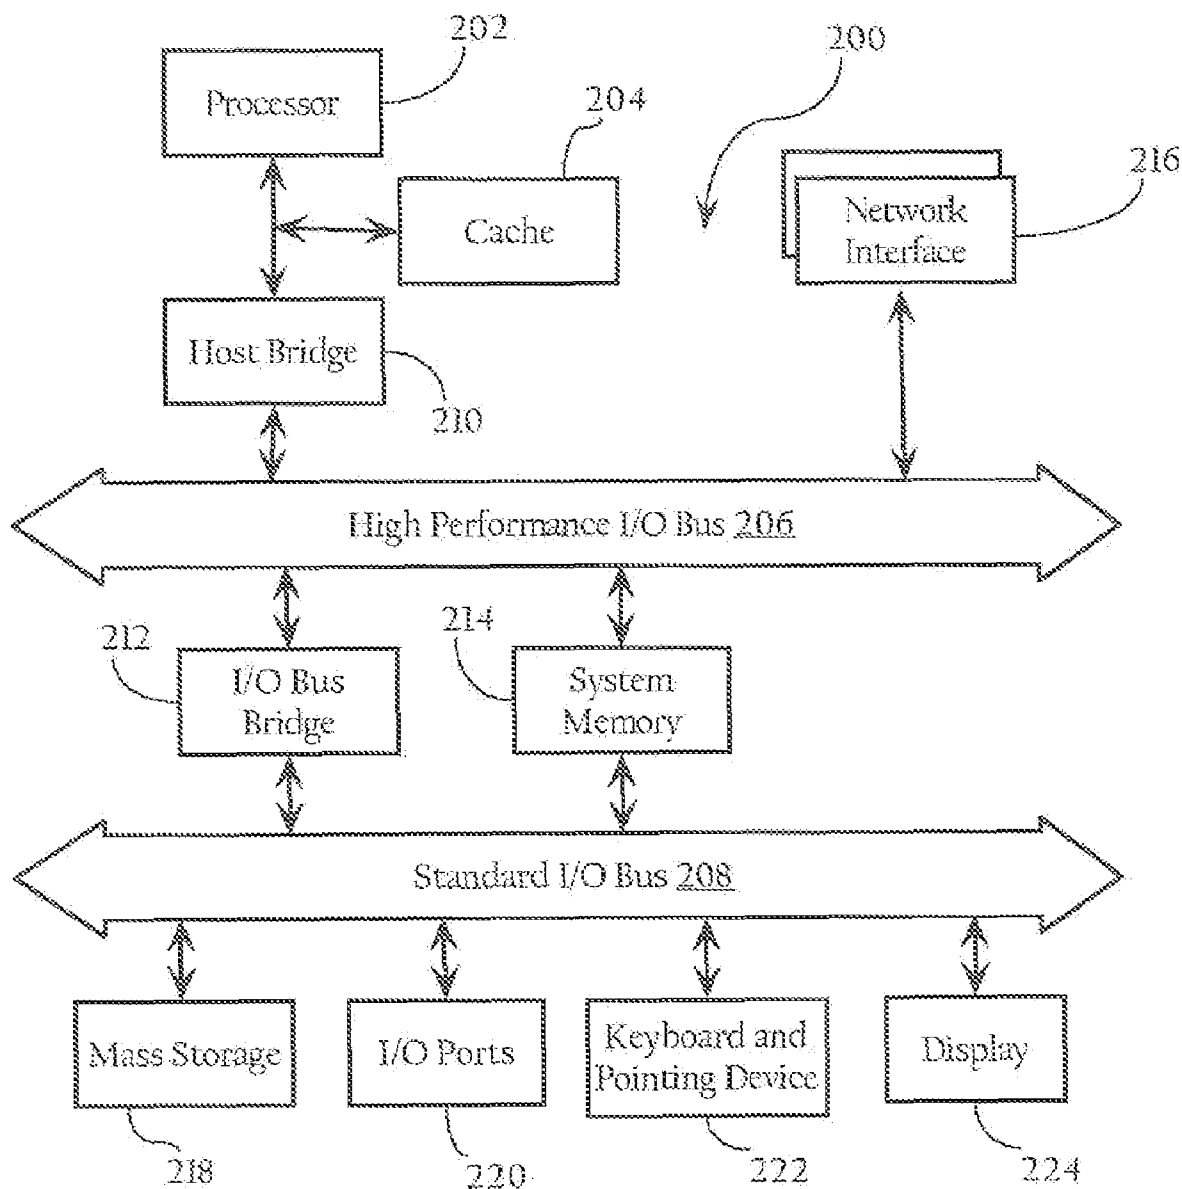 202
200
Processor
204
216
Cache
Network
Interface
Host Bridge
210
High Performance I/O Bus 206
212
214
I/O Bus
Bridge
System
Memory
Standard I/O Bus 208
Mass Storage
I/O Ports
Keyboard and
Pointing Device
Display
218
220
222
224